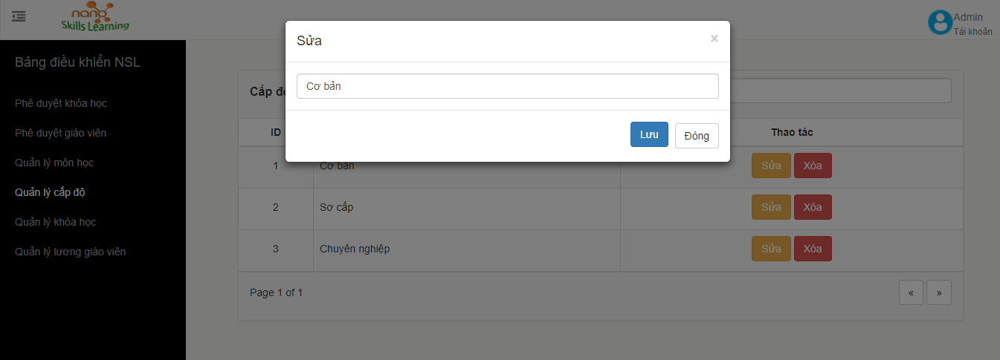 nano
Skills Learning
Admin
Tài khoản
Bảng điều khiển NSL
Phê duyệt khóa học
Phê duyệt giáo viên
Quản lý môn học
Quản lý cấp độ
Quản lý khóa học
Quản lý lương giáo viên
Sửa
×
Cơ bản
Lưu
Đóng
Cấp độ
ID Thao tác
1 Cơ bản Sửa Xóa
2 Sơ cấp Sửa Xóa
3 Chuyên nghiệp Sửa Xóa
Page 1 of 1 « »